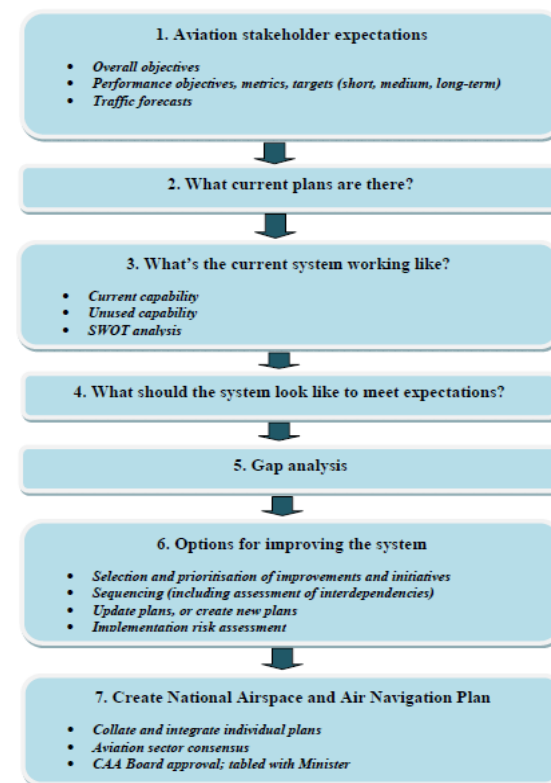 1. Aviation stakeholder expectations
• Overall objectives
• Performance objectives, metrics, targets (short, medium, long-term)
• Traffic forecasts
2. What current plans are there?
3. What's the current system working like?
• Current capability
• Unused capability
• SWOT analysis
4. What should the system look like to meet expectations?
5. Gap analysis
6. Options for improving the system
• Selection and prioritisation of improvements and initiatives
• Sequencing (including assessment of interdependencies)
• Update plans, or create new plans
• Implementation risk assessment
7. Create National Airspace and Air Navigation Plan
• Collate and integrate individual plans
• Aviation sector consensus
• CAA Board approval; tabled with Minister